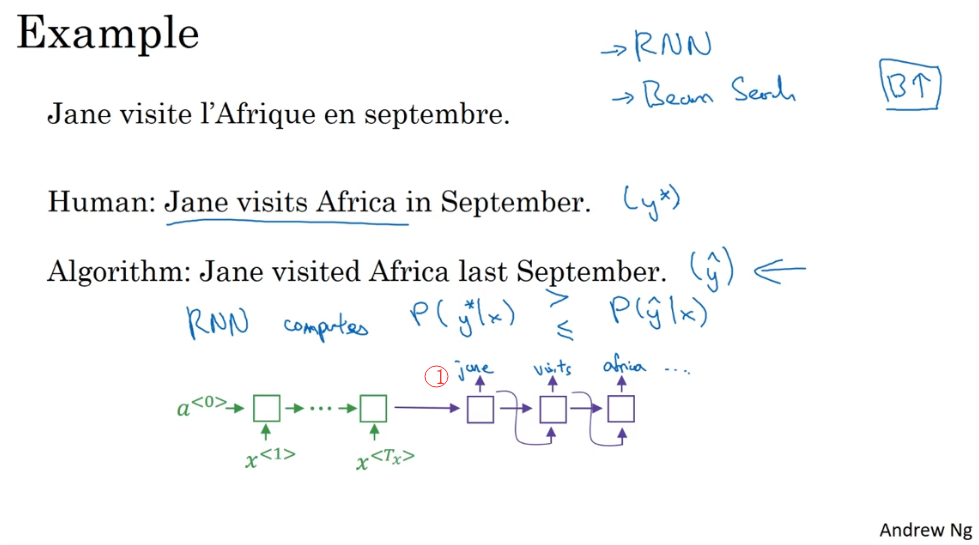 Example
→ RNN
→ Beam Search
B↑
Jane visite l’Afrique en septembre.
Human: Jane visits Africa in September. (y*)
Algorithm: Jane visited Africa last September. (ŷ) ←
RNN computes P(y*|x) > ≤ P(ŷ|x)
① jane visits africa ....
a<0> ...
x<1> x<Tx>
Andrew Ng